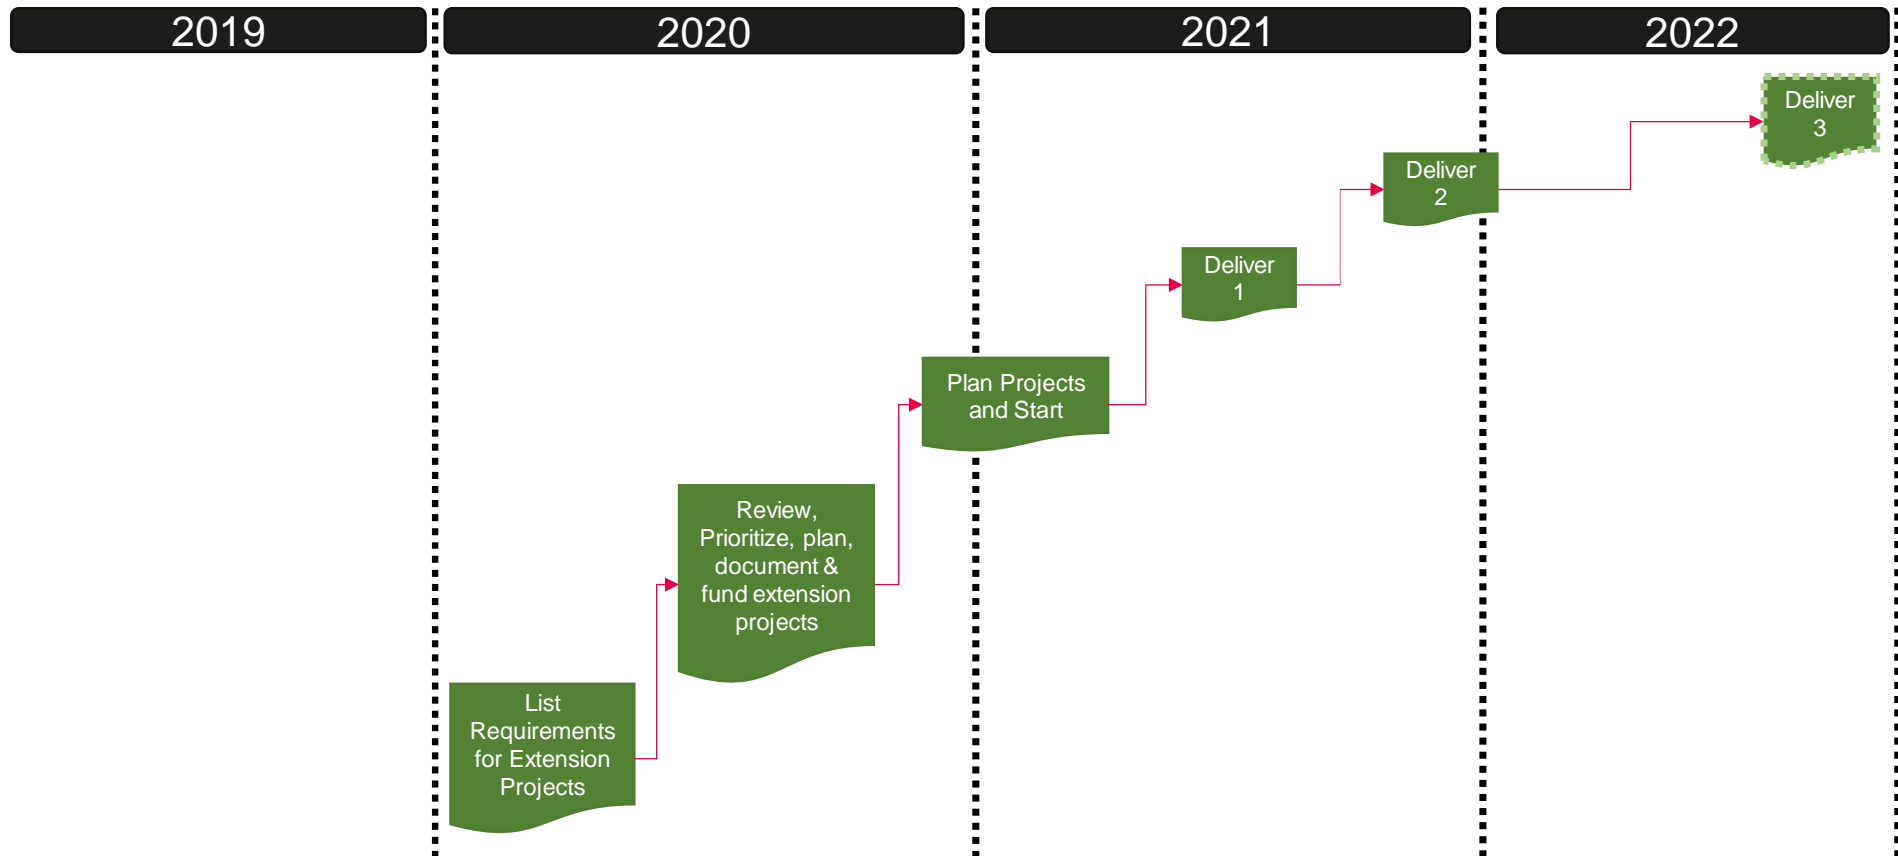 2019
2020
2021
2022
Deliver
3
Deliver
2
Deliver
1
Plan Projects
and Start
Review,
Prioritize, plan,
document &
fund extension
projects
List
Requirements
for Extension
Projects